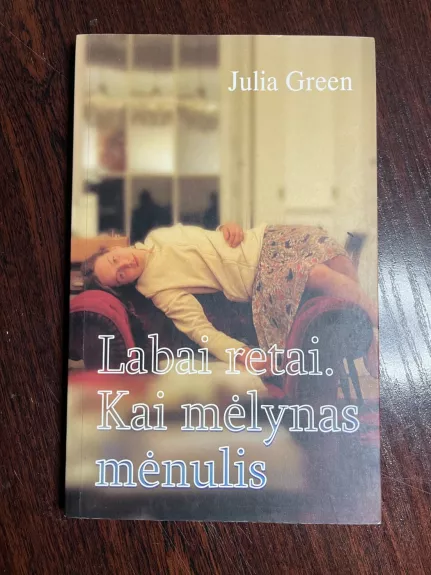 Julia Green
Labai retai.
Kai mėlynas
mėnulis